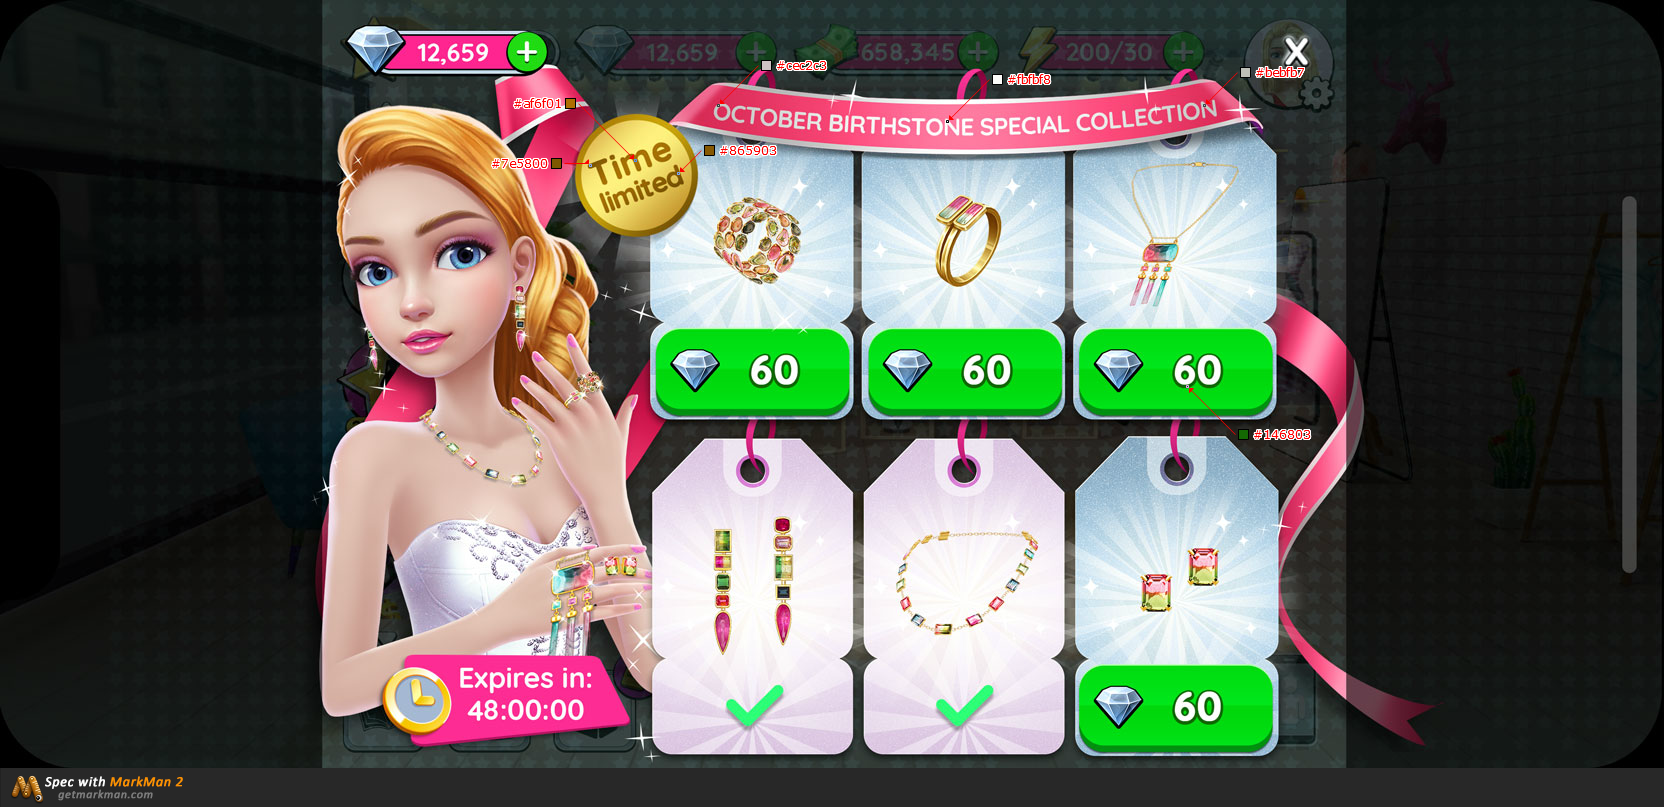 12,659
12,659
658,345
200/30
X
#cec2c3
#fbfbf8
#bebfb7
#af6f01
OCTOBER BIRTHSTONE SPECIAL COLLECTION
#7e5800
Time
limited
#865903
60
60
60
#146803
Expires in:
48:00:00
60
Spec with MarkMan 2
getmarkman.com